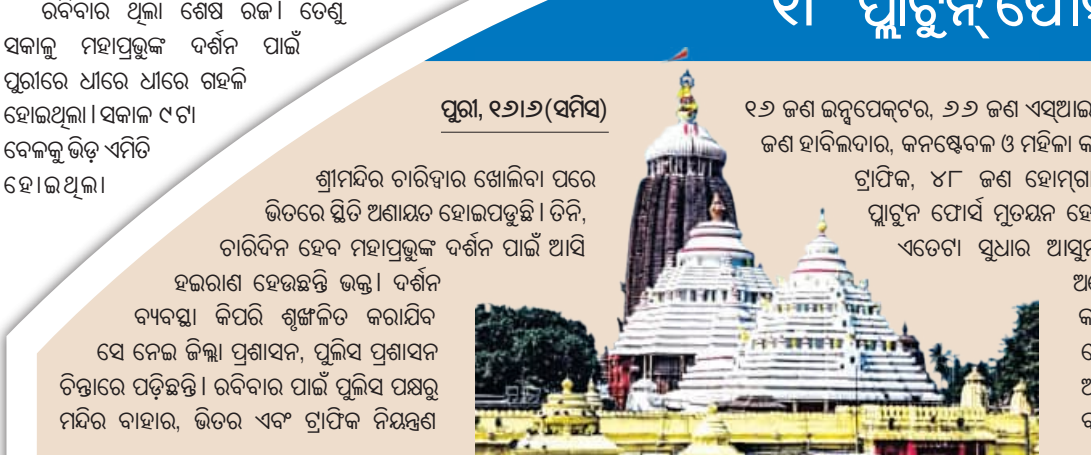 ରବିବାର ଥିଲା ଶେଷ ରଜ। ତେଣୁ
ସକାଳୁ ମହାପ୍ରଭୁଙ୍କ ଦର୍ଶନ ପାଇଁ
ପୁରୀରେ ଧୀରେ ଧୀରେ ଗହଳି
ହୋଇଥିଲା। ସକାଳ ୯ଟା
ବେଳକୁ ଭିଡ଼ ଏମିତି
ହୋଇଥିଲା
୧୮ ପ୍ଲାଟୁନ୍
ପୁରୀ, ୧୬।୬(ସମିସ)
ଶ୍ରୀମନ୍ଦିର ଚାରିଦ୍ୱାର ଖୋଲିବା ପରେ
ଭିତରେ ସ୍ଥିତି ଅଣାୟତ ହୋଇପଡୁଛି। ତିନି,
ଚାରିଦିନ ହେବ ମହାପ୍ରଭୁଙ୍କ ଦର୍ଶନ ପାଇଁ ଆସି
ହଇରାଣ ହେଉଛନ୍ତି ଭକ୍ତ। ଦର୍ଶନ
ବ୍ୟବସ୍ଥା କିପରି ଶୃଙ୍ଖଳିତ କରାଯିବ
ସେ ନେଇ ଜିଲ୍ଲା ପ୍ରଶାସନ, ପୁଲିସ ପ୍ରଶାସନ
ଚିନ୍ତାରେ ପଡ଼ିଛନ୍ତି। ରବିବାର ପାଇଁ ପୁଲିସ ପକ୍ଷରୁ
ମନ୍ଦିର ବାହାର, ଭିତର ଏବଂ ଟ୍ରାଫିକ ନିୟନ୍ତ୍ରଣ
୧୬ ଜଣ ଇନ୍ସପେକ୍ଟର, ୬୬ ଜଣ ଏସ୍ଆଇ
ଜଣ ହାବିଲଦାର, କନଷ୍ଟେବଳ ଓ ମହିଳା
ଟ୍ରାଫିକ, ୪୮ ଜଣ ହୋମ୍‌ଗା
ପ୍ଲାଟୁନ ଫୋର୍ସ ମୁତୟନ
ଏତେଟା ସୁଧାର